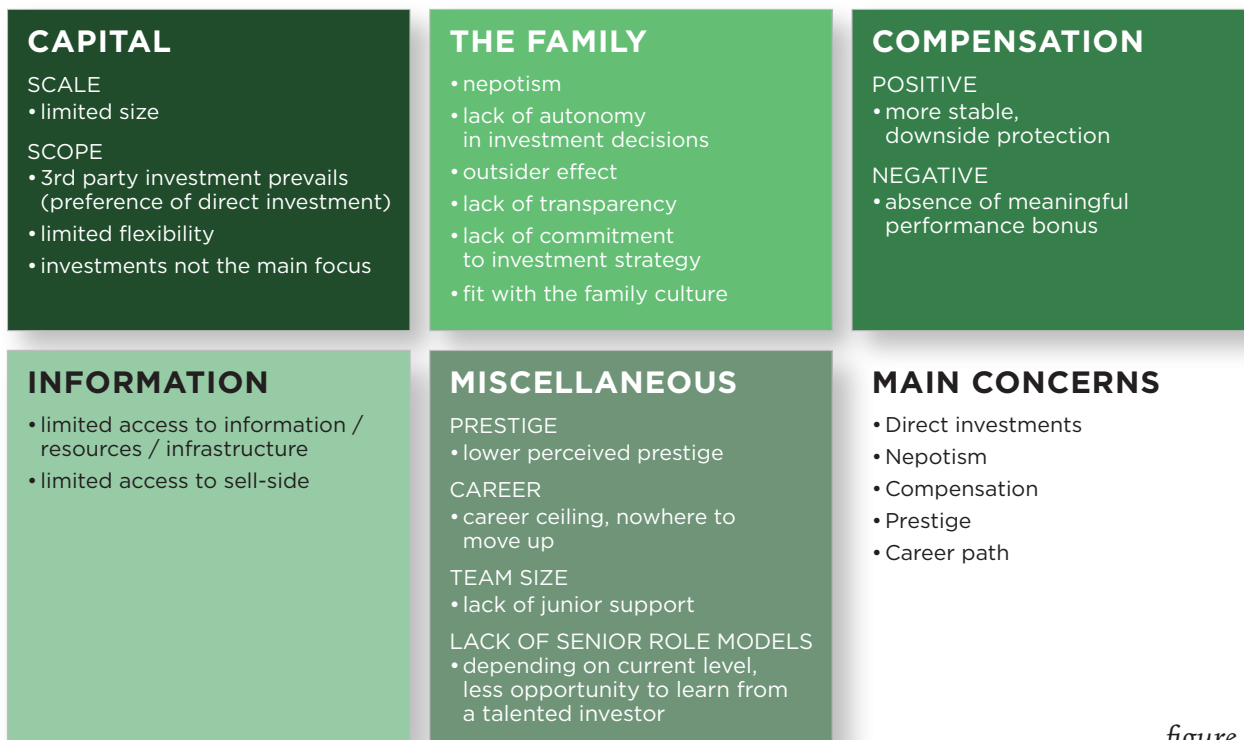 CAPITAL
SCALE
• limited size
SCOPE
• 3rd party investment prevails
(preference of direct investment)
• limited flexibility
• investments not the main focus
THE FAMILY
• nepotism
• lack of autonomy
in investment decisions
• outsider effect
• lack of transparency
• lack of commitment
to investment strategy
• fit with the family culture
COMPENSATION
POSITIVE
• more stable,
downside protection
NEGATIVE
• absence of meaningful
performance bonus
INFORMATION
• limited access to information /
resources / infrastructure
• limited access to sell-side
MISCELLANEOUS
PRESTIGE
• lower perceived prestige
CAREER
• career ceiling, nowhere to
move up
TEAM SIZE
• lack of junior support
LACK OF SENIOR ROLE MODELS
• depending on current level,
less opportunity to learn from
a talented investor
MAIN CONCERNS
• Direct investments
• Nepotism
• Compensation
• Prestige
• Career path
figure